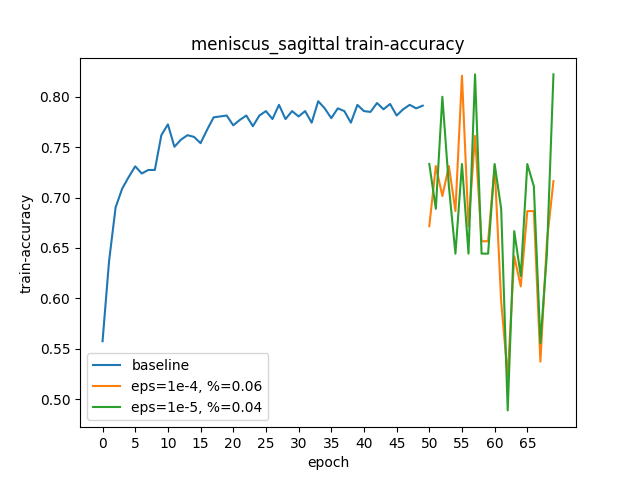 meniscus_sagittal train-accuracy
train-accuracy
0.80
0.75
0.70
0.65
0.60
0.55
0.50
baseline
eps=1e-4, %=0.06
eps=1e-5, %=0.04
0 5 10 15 20 25 30 35 40 45 50 55 60 65
epoch